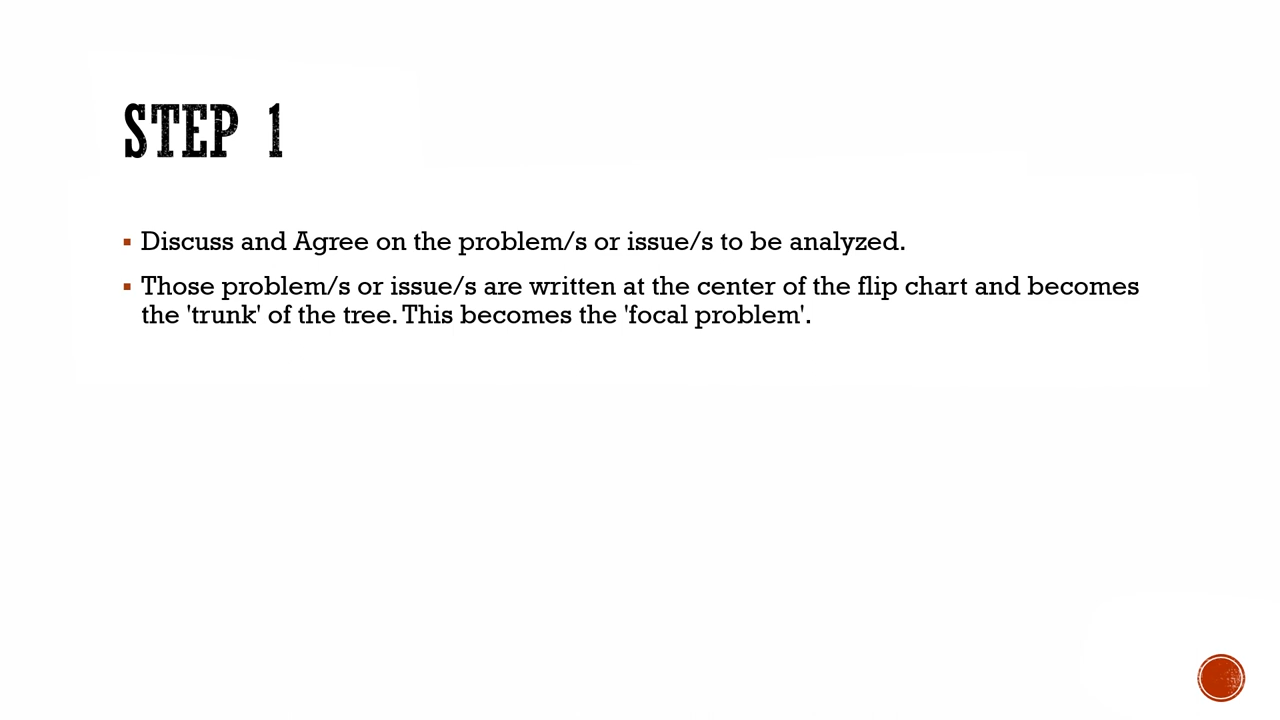 STEP 1
▪ Discuss and Agree on the problem/s or issue/s to be analyzed.
▪ Those problem/s or issue/s are written at the center of the flip chart and becomes
the 'trunk' of the tree. This becomes the 'focal problem'.